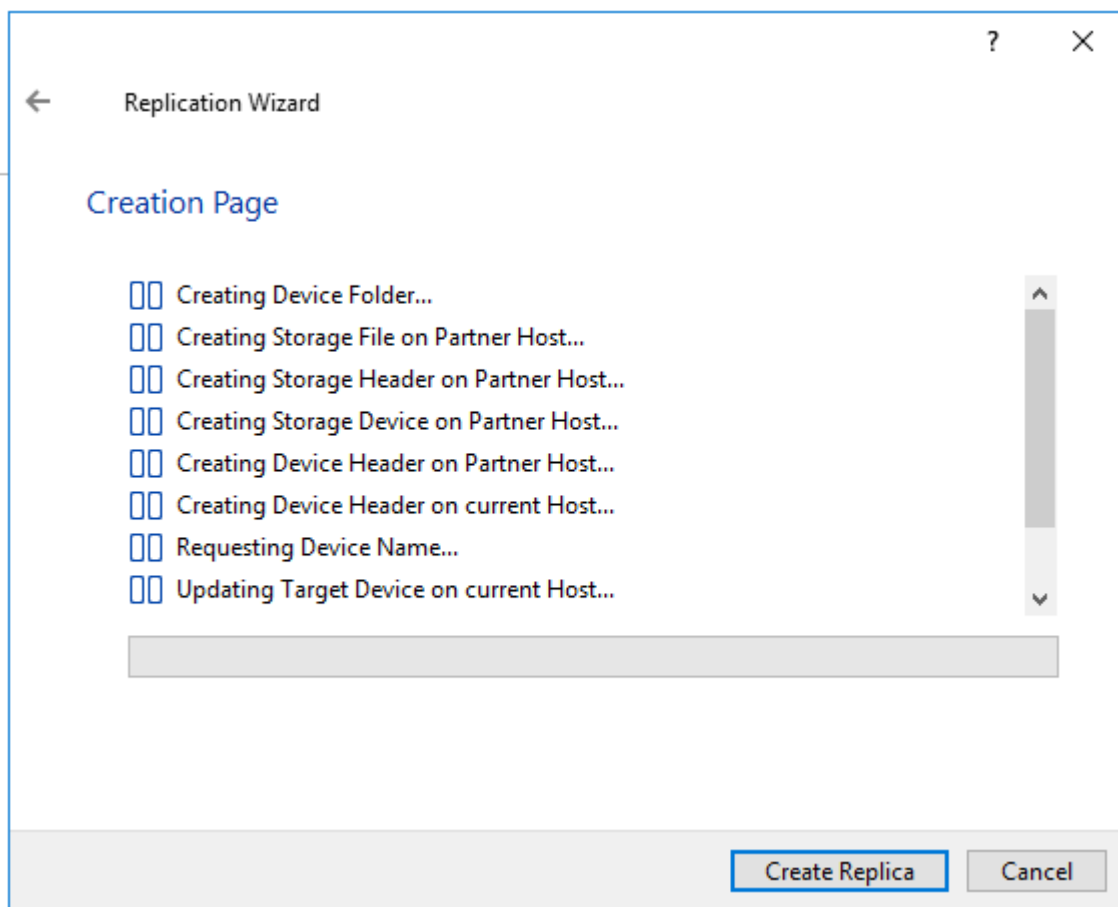 ?
Replication Wizard
Creation Page
Creating Device Folder...
Creating Storage File on Partner Host...
Creating Storage Header on Partner Host...
Creating Storage Device on Partner Host...
Creating Device Header on Partner Host...
Creating Device Header on current Host...
Requesting Device Name...
Updating Target Device on current Host...
Create Replica Cancel